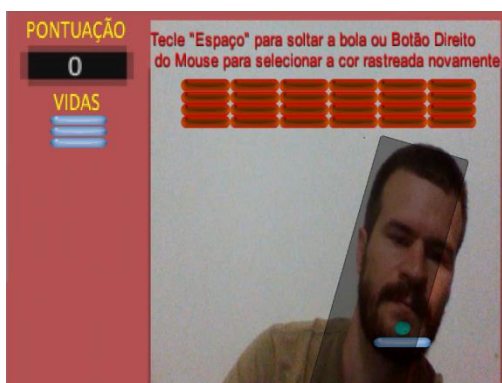 PONTUAÇÃO
0
VIDAS
Tecle "Espaço" para soltar a bola ou Botão Direito
do Mouse para selecionar a cor rastreada novamente